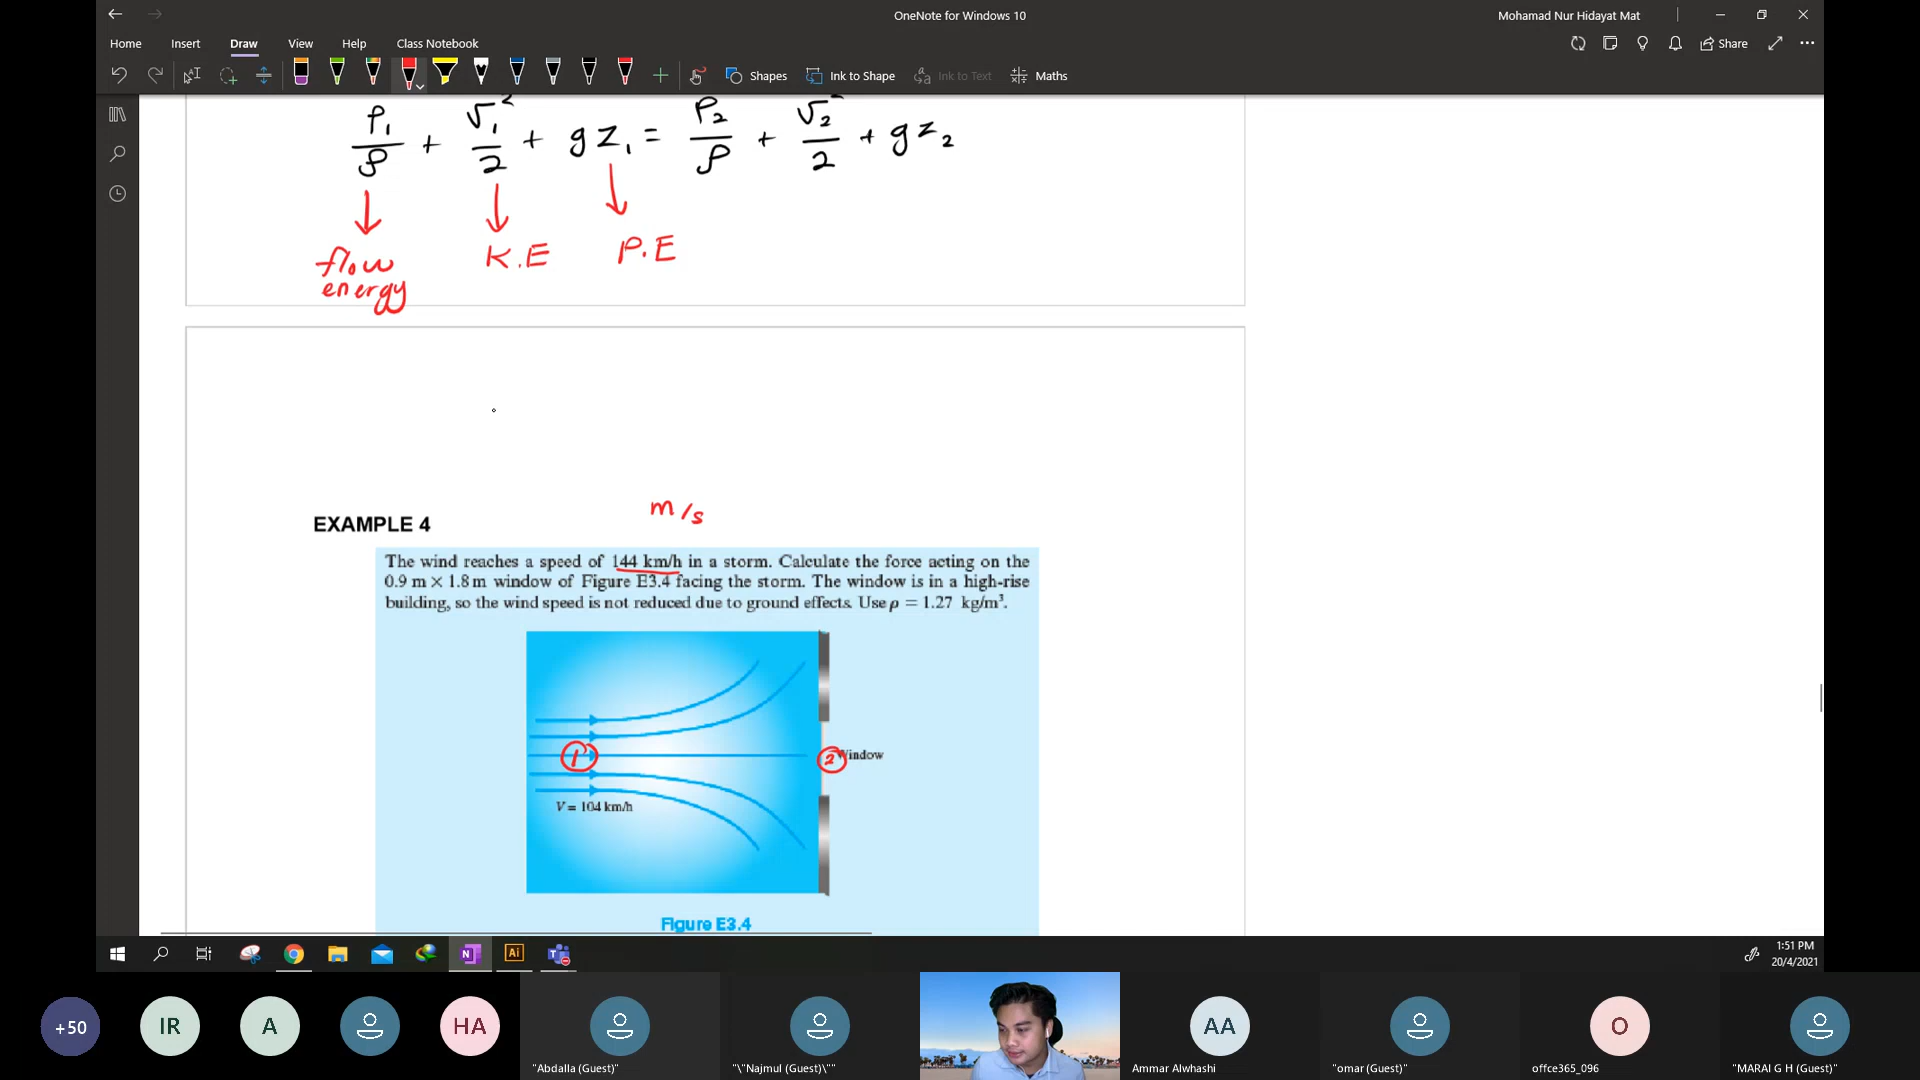 OneNote for Windows 10
Mohamad Nur Hidayat Mat
Home Insert Draw View Help Class Notebook
Share
Shapes Ink to Shape Ink to Text Maths
P₁/ρ + V₁²/2 + gz₁ = P₂/ρ + V₂²/2 + gz₂
flow energy
K.E
P.E
m/s
EXAMPLE 4
The wind reaches a speed of 144 km/h in a storm. Calculate the force acting on the
0.9 m × 1.8 m window of Figure E3.4 facing the storm. The window is in a high-rise
building, so the wind speed is not reduced due to ground effects. Use ρ = 1.27 kg/m³.
1
2
Window
V = 104 km/h
Figure E3.4
Ai
1:51 PM
20/4/2021
+50
IR
A
HA
AA
O
"Abdalla (Guest)"
"\"Najmul (Guest)\""
Ammar Alwhashi
"omar (Guest)"
offce365_096
"MARAI G H (Guest)"